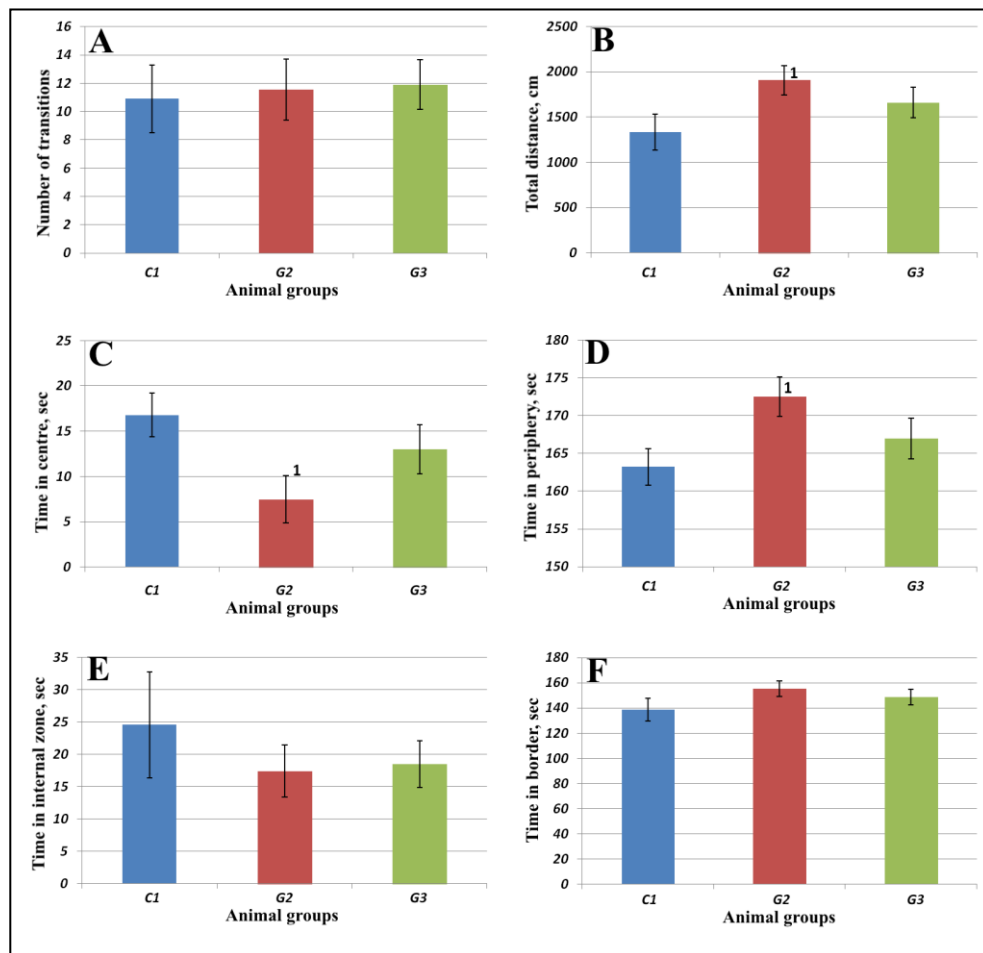 A
Number of transitions
16
14
12
10
8
6
4
2
0
C1 G2 G3
Animal groups
B
Total distance, cm
2500
2000
1500
1000
500
0
1
C1 G2 G3
Animal groups
C
Time in centre, sec
25
20
15
10
5
0
1
C1 G2 G3
Animal groups
D
Time in periphery, sec
180
175
170
165
160
155
150
1
C1 G2 G3
Animal groups
E
Time in internal zone, sec
35
30
25
20
15
10
5
0
C1 G2 G3
Animal groups
F
Time in border, sec
180
160
140
120
100
80
60
40
20
0
C1 G2 G3
Animal groups